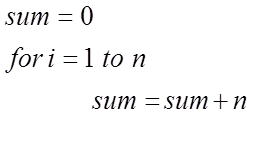 sum = 0
for i = 1 to n
sum = sum + n